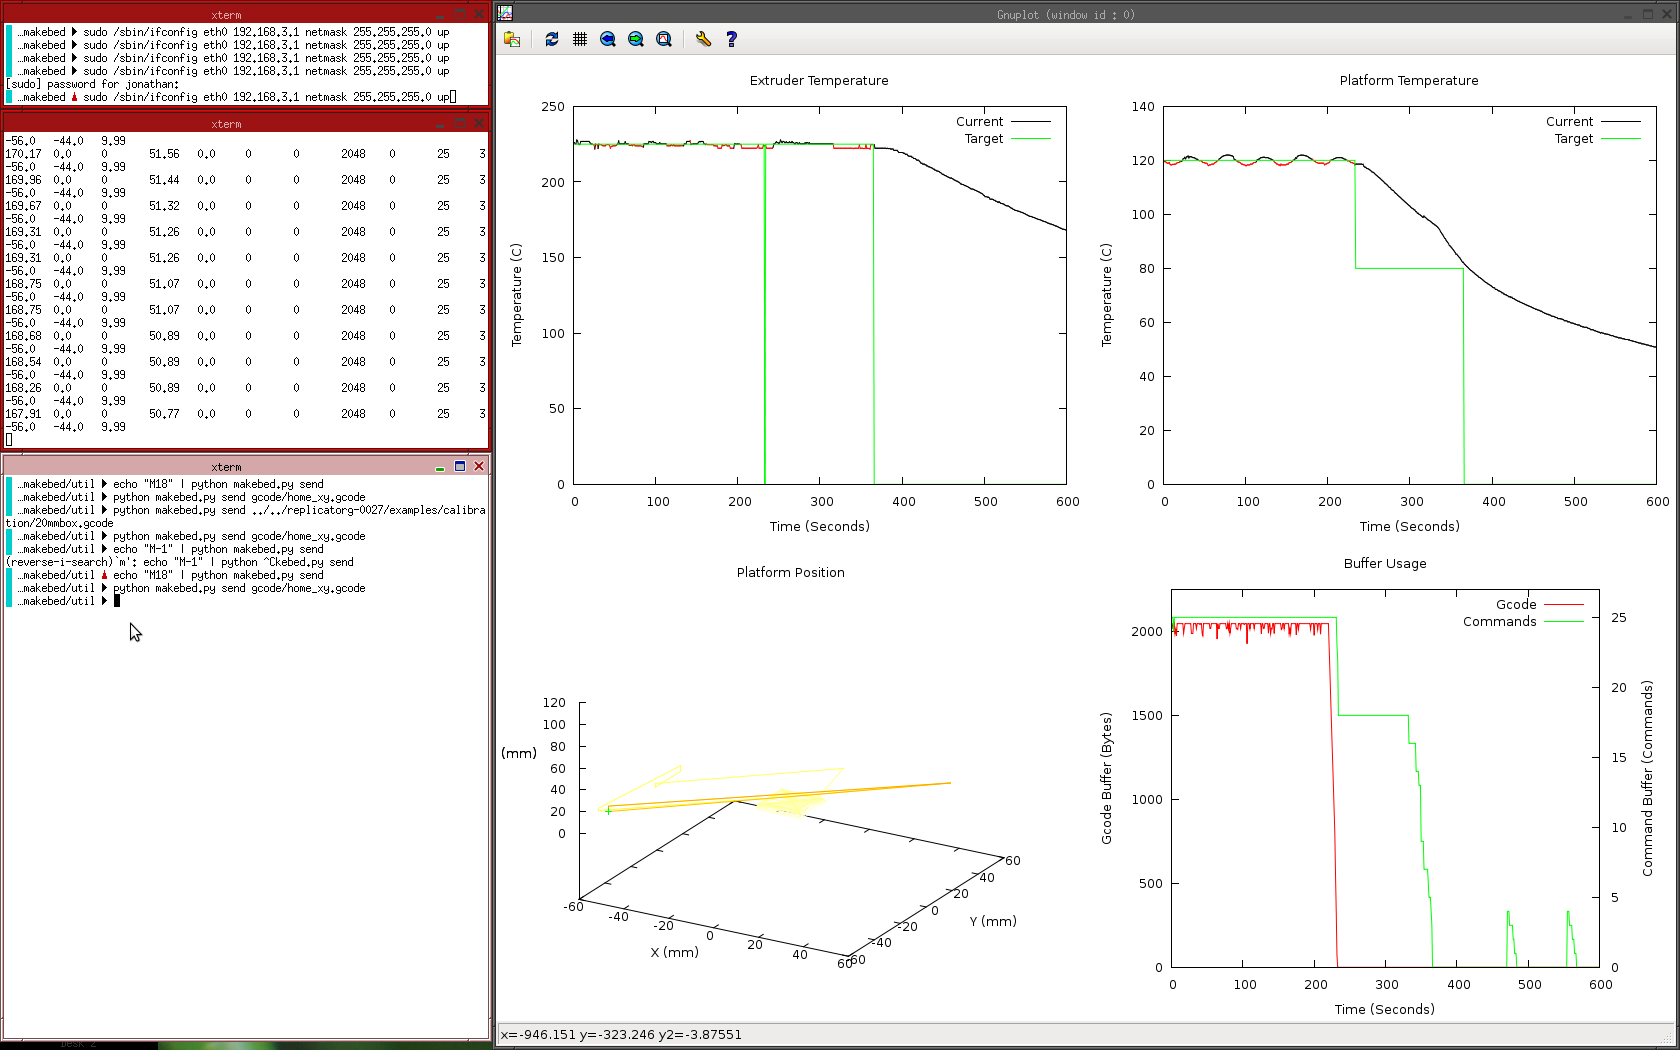 xterm
...makebed sudo /sbin/ifconfig eth0 192.168.3.1 netmask 255.255.255.0 up
...makebed sudo /sbin/ifconfig eth0 192.168.3.1 netmask 255.255.255.0 up
...makebed sudo /sbin/ifconfig eth0 192.168.3.1 netmask 255.255.255.0 up
...makebed sudo /sbin/ifconfig eth0 192.168.3.1 netmask 255.255.255.0 up
[sudo] password for jonathan:
...makebed sudo /sbin/ifconfig eth0 192.168.3.1 netmask 255.255.255.0 up
xterm
-56.0 -44.0 9.99
170.17 0.0 0 51.56 0.0 0 0 2048 0 25 3
-56.0 -44.0 9.99
169.96 0.0 0 51.44 0.0 0 0 2048 0 25 3
-56.0 -44.0 9.99
169.67 0.0 0 51.32 0.0 0 0 2048 0 25 3
-56.0 -44.0 9.99
169.31 0.0 0 51.26 0.0 0 0 2048 0 25 3
-56.0 -44.0 9.99
169.31 0.0 0 51.26 0.0 0 0 2048 0 25 3
-56.0 -44.0 9.99
168.75 0.0 0 51.07 0.0 0 0 2048 0 25 3
-56.0 -44.0 9.99
168.75 0.0 0 51.07 0.0 0 0 2048 0 25 3
-56.0 -44.0 9.99
168.68 0.0 0 50.89 0.0 0 0 2048 0 25 3
-56.0 -44.0 9.99
168.54 0.0 0 50.89 0.0 0 0 2048 0 25 3
-56.0 -44.0 9.99
168.26 0.0 0 50.89 0.0 0 0 2048 0 25 3
-56.0 -44.0 9.99
167.91 0.0 0 50.77 0.0 0 0 2048 0 25 3
-56.0 -44.0 9.99
xterm
...makebed/util echo "M18" | python makebed.py send
...makebed/util python makebed.py send gcode/home_xy.gcode
...makebed/util python makebed.py send ../../replicatorg-0027/examples/calibra
tion/20mmbox.gcode
...makebed/util python makebed.py send gcode/home_xy.gcode
...makebed/util echo "M-1" | python makebed.py send
(reverse-i-search)`m': echo "M-1" | python ^Ckebed.py send
...makebed/util echo "M18" | python makebed.py send
...makebed/util python makebed.py send gcode/home_xy.gcode
...makebed/util
Desk 2
Gnuplot (window id : 0)
Extruder Temperature
Current
Target
250
200
150
100
50
0
Temperature (C)
0 100 200 300 400 500 600
Time (Seconds)
Platform Temperature
Current
Target
140
120
100
80
60
40
20
0
Temperature (C)
0 100 200 300 400 500 600
Time (Seconds)
Platform Position
120
100
80
60
40
20
0
(mm)
-60 -40 -20 0 20 40 60
X (mm)
-60 -40 -20 0 20 40 60
Y (mm)
Buffer Usage
Gcode
Commands
2000
1500
1000
500
0
Gcode Buffer (Bytes)
25
20
15
10
5
0
Command Buffer (Commands)
0 100 200 300 400 500 600
Time (Seconds)
x=-946.151 y=-323.246 y2=-3.87551